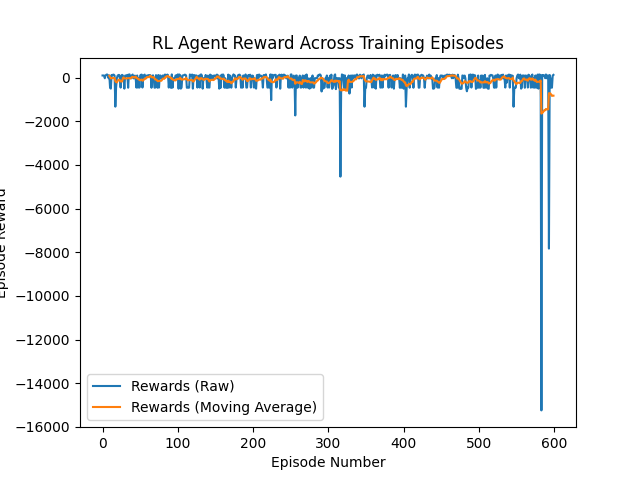 RL Agent Reward Across Training Episodes
0
−2000
−4000
−6000
−8000
−10000
−12000
−14000
−16000
Episode Reward
Rewards (Raw)
Rewards (Moving Average)
0 100 200 300 400 500 600
Episode Number